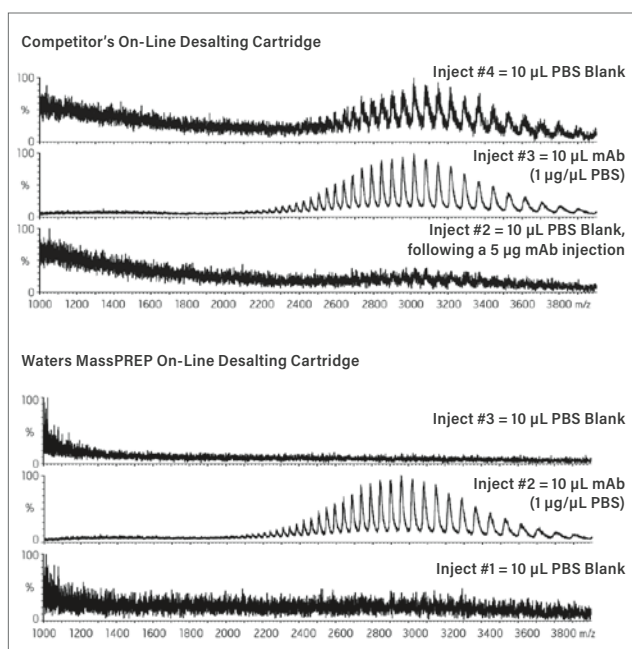 Competitor's On-Line Desalting Cartridge
Inject #4 = 10 µL PBS Blank
100
%
0
Inject #3 = 10 µL mAb
(1 µg/µL PBS)
100
%
0
Inject #2 = 10 µL PBS Blank,
following a 5 µg mAb injection
100
%
0
1000 1200 1400 1600 1800 2000 2200 2400 2600 2800 3000 3200 3400 3600 3800 m/z
Waters MassPREP On-Line Desalting Cartridge
Inject #3 = 10 µL PBS Blank
100
%
0
Inject #2 = 10 µL mAb
(1 µg/µL PBS)
100
%
0
Inject #1 = 10 µL PBS Blank
100
%
0
1000 1200 1400 1600 1800 2000 2200 2400 2600 2800 3000 3200 3400 3600 3800 m/z